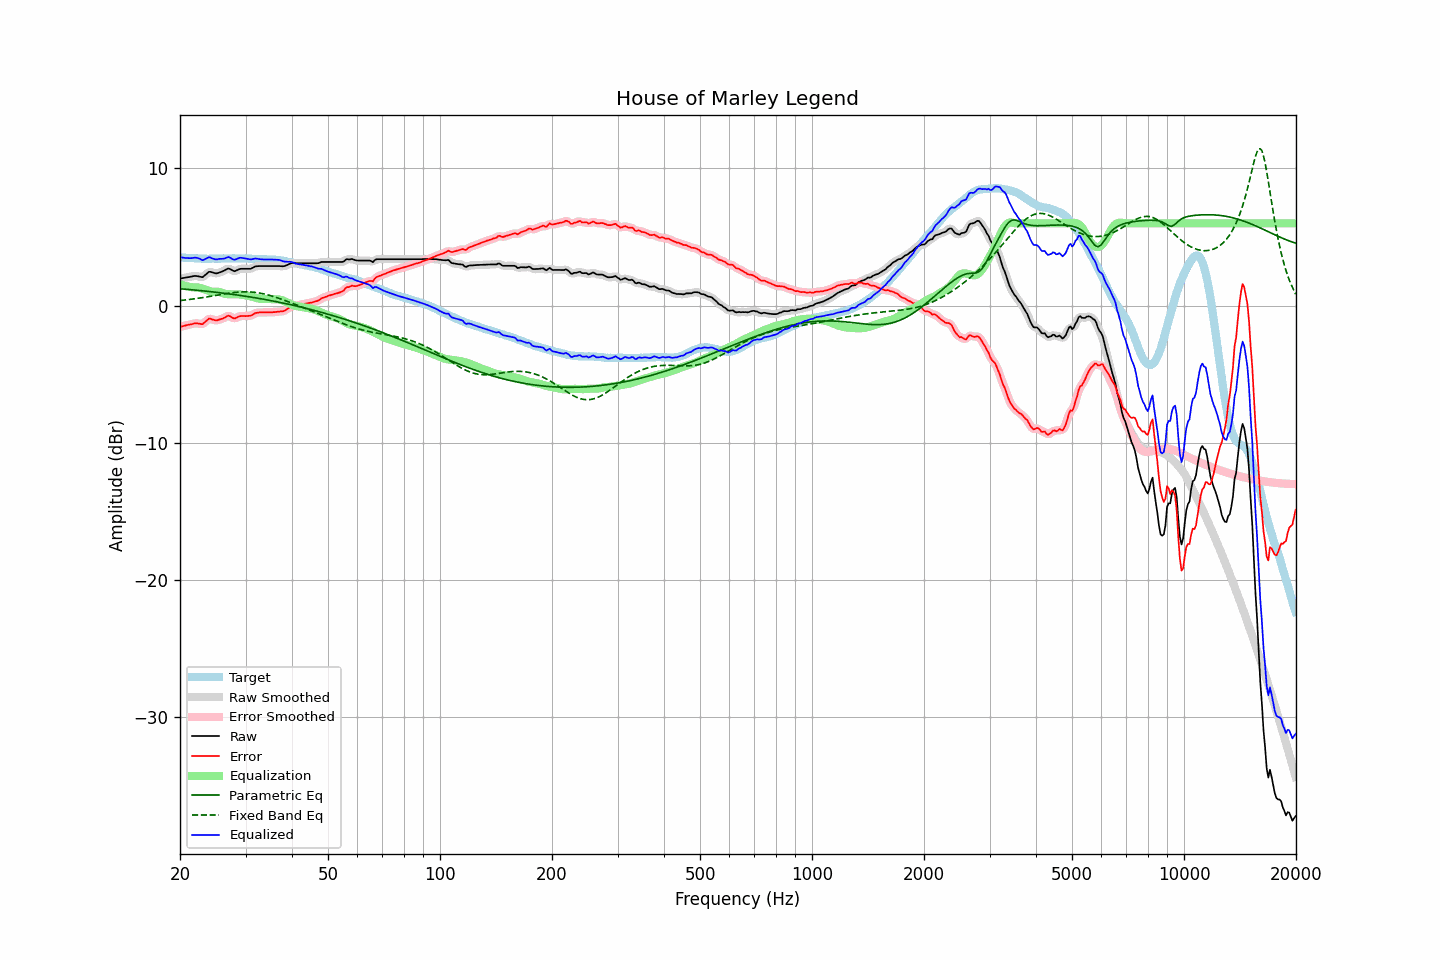 House of Marley Legend
Amplitude (dBr)
10
0
−10
−20
−30
Target
Raw Smoothed
Error Smoothed
Raw
Error
Equalization
Parametric Eq
Fixed Band Eq
Equalized
20 50 100 200 500 1000 2000 5000 10000 20000
Frequency (Hz)